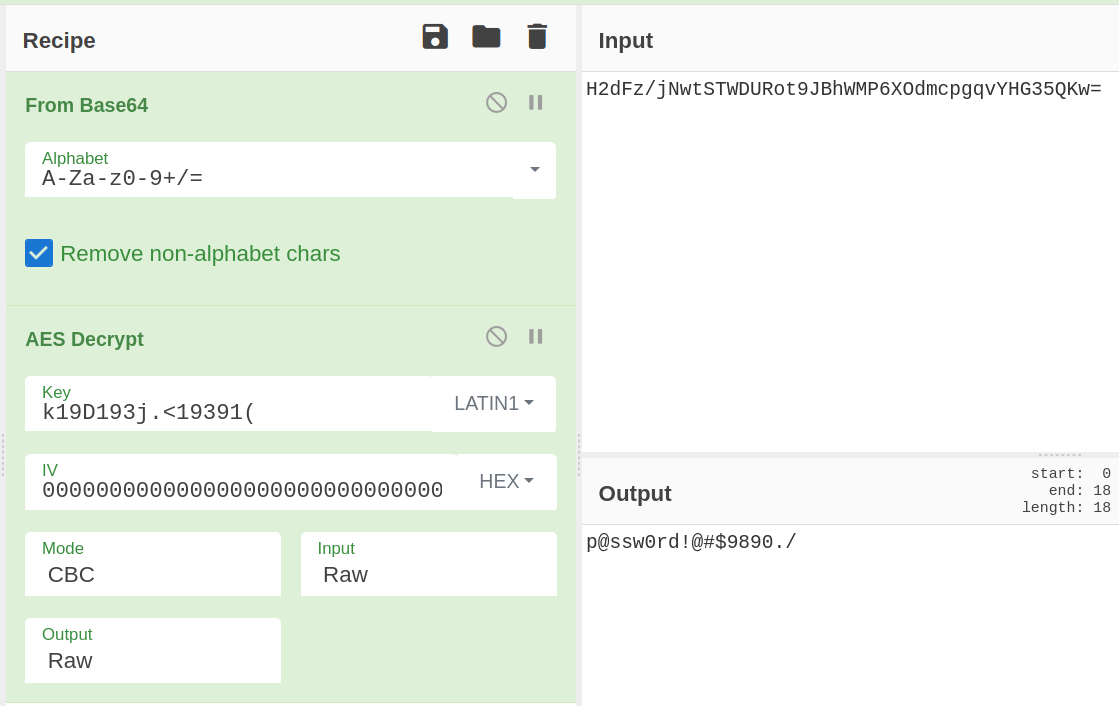 Recipe
From Base64
Alphabet
A-Za-z0-9+/=
Remove non-alphabet chars
AES Decrypt
Key
k19D193j.<19391(
LATIN1
IV
000000000000000000000000000000
HEX
Mode
CBC
Input
Raw
Output
Raw
Input
H2dFz/jNwtSTWDURot9JBhWMP6XOdmcpgqvYHG35QKw=
Output
start: 0
end: 18
length: 18
p@ssw0rd!@#$9890./